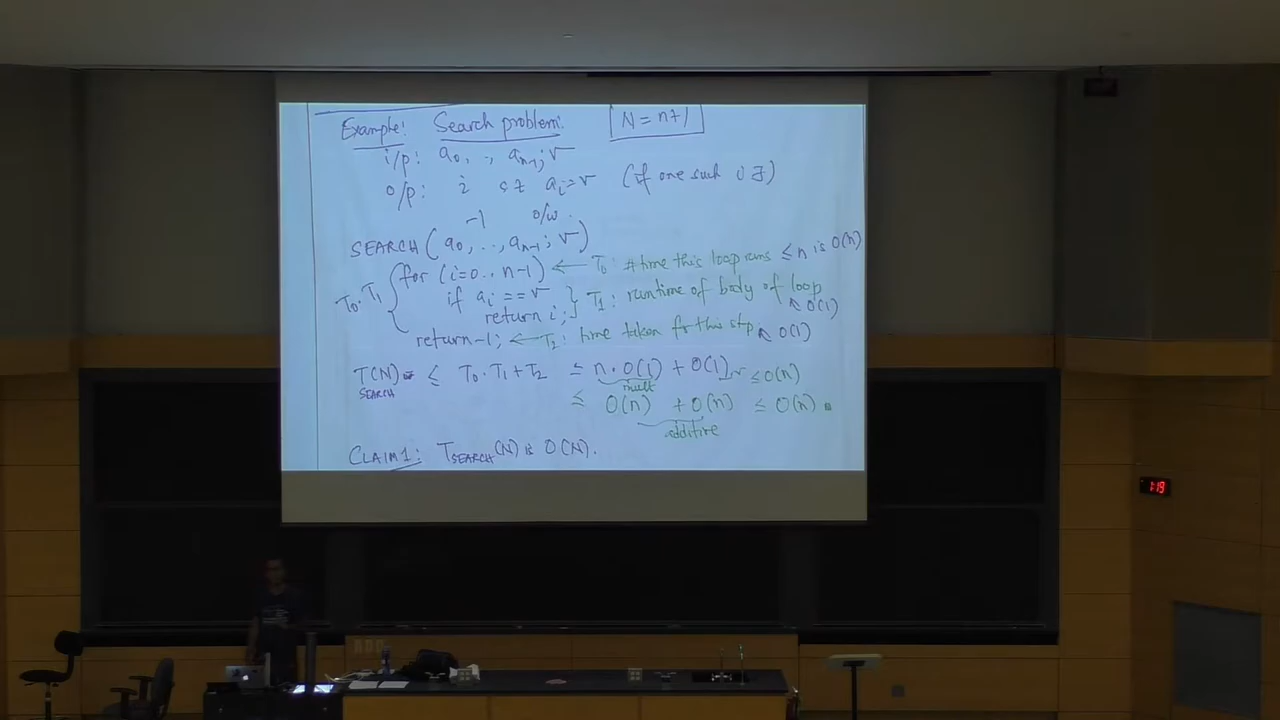 Example: Search problem: N = n+1
i/p: a0, .., an-1; v
o/p: i st ai=v (if one such i ∃)
-1 o/w.
SEARCH (a0, .., an-1; v)
T0·T1 { for (i=0.., n-1) ← T0: #time this loop runs ≤ n is O(n)
if ai == v } T1: runtime of body of loop
return i; ↖ O(1)
return -1; ← T2: time taken for this step ↖ O(1)
T(N) ≤ T0·T1+T2 ≤ n·O(1) + O(1) ≤ O(n)
SEARCH mult
≤ O(n) + O(n) ≤ O(n)
additive
CLAIM1: TSEARCH(N) is O(N).
1:19